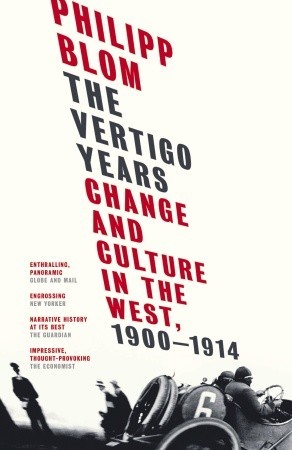 PHILIPP
BLOM
THE
VERTIGO
YEARS
CHANGE
AND
CULTURE
IN THE
WEST,
1900–1914
ENTHRALLING,
PANORAMIC
GLOBE AND MAIL
ENGROSSING
NEW YORKER
NARRATIVE HISTORY
AT ITS BEST
THE GUARDIAN
IMPRESSIVE,
THOUGHT-PROVOKING
THE ECONOMIST
6